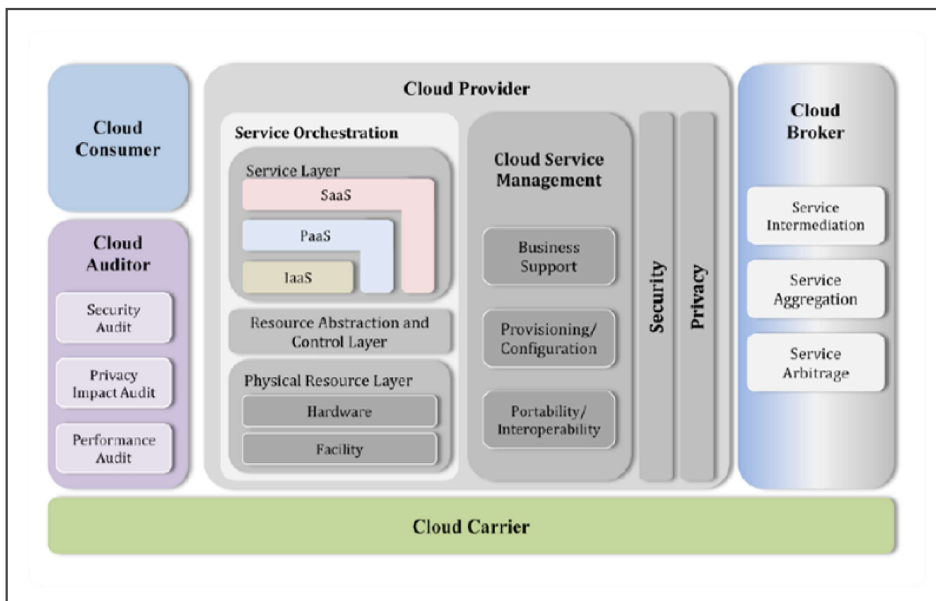 Cloud
Consumer
Cloud
Auditor
Security
Audit
Privacy
Impact Audit
Performance
Audit
Cloud Provider
Service Orchestration
Service Layer
SaaS
PaaS
IaaS
Resource Abstraction and
Control Layer
Physical Resource Layer
Hardware
Facility
Cloud Service
Management
Business
Support
Provisioning/
Configuration
Portability/
Interoperability
Security
Privacy
Cloud
Broker
Service
Intermediation
Service
Aggregation
Service
Arbitrage
Cloud Carrier